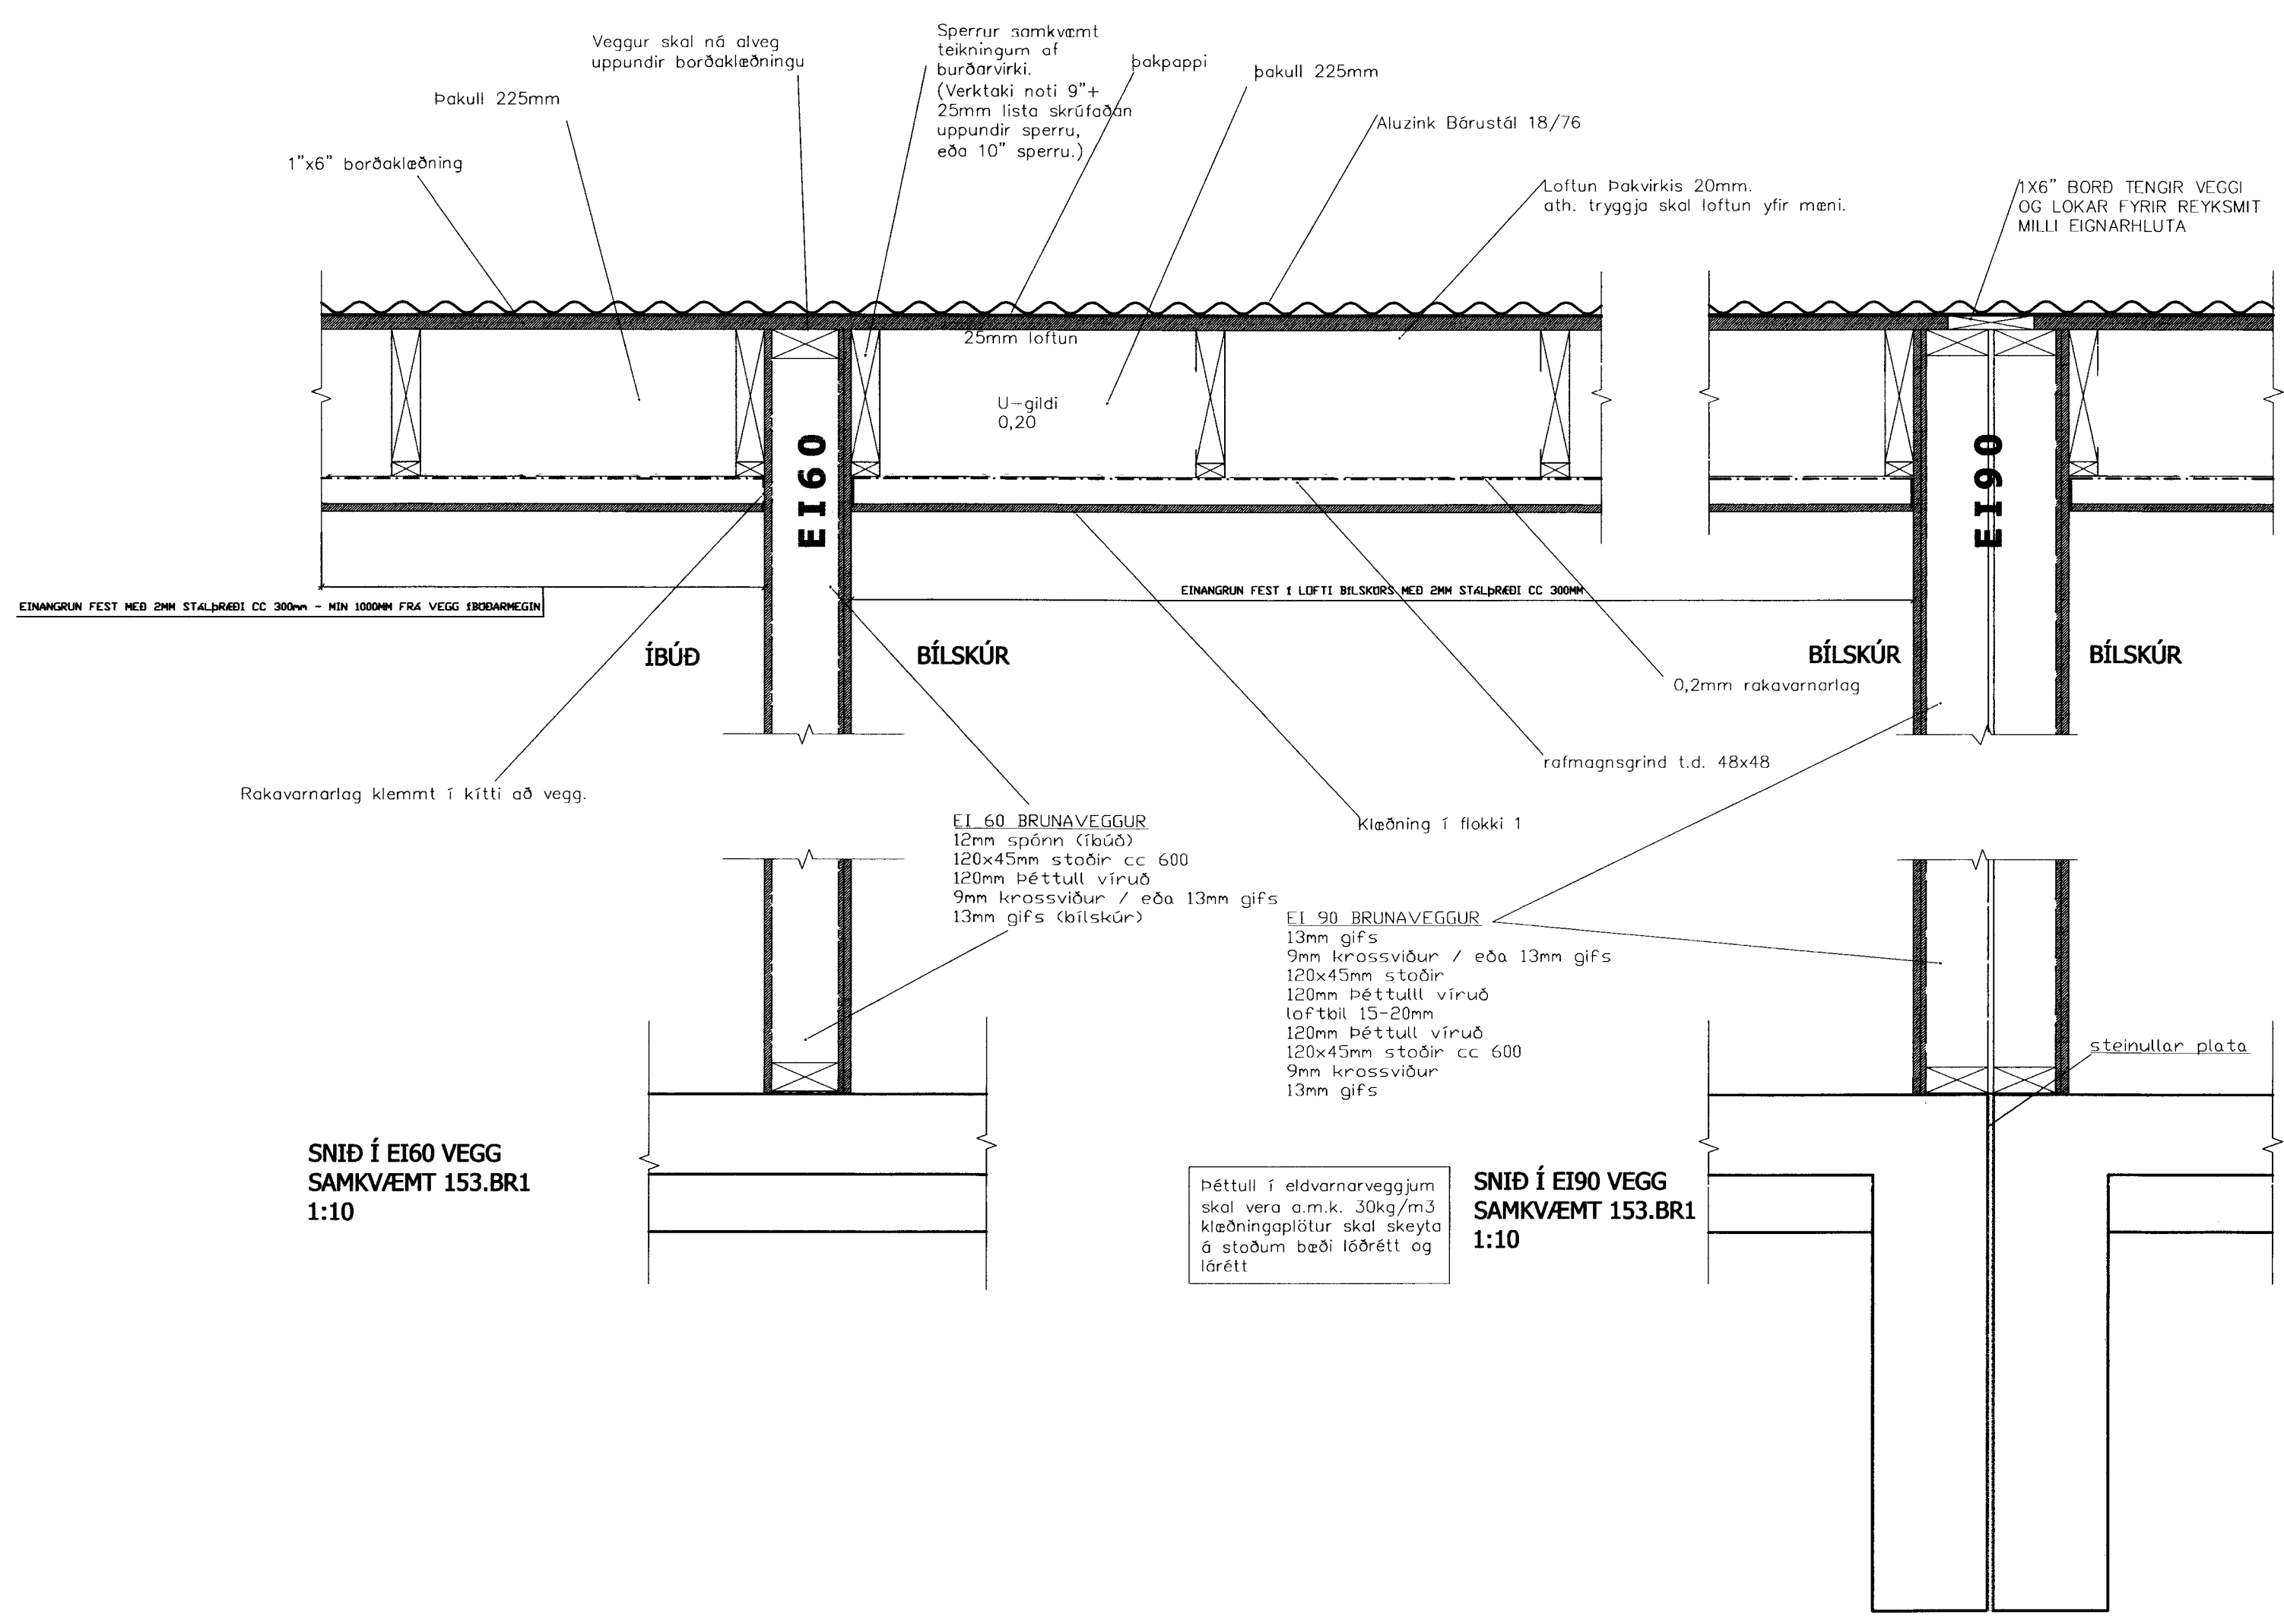 Veggur skal ná alveg
uppundir borðaklæðningu
Sperrur samkvæmt
teikningum af
burðarvirki.
(Verktaki noti 9"+
25mm lista skrúfaðan
uppundir sperru,
eða 10" sperru.)
þakpappi
þakull 225mm
Þakull 225mm
Aluzink Bárustál 18/76
1"x6" borðaklæðning
Loftun Þakvirkis 20mm.
ath. tryggja skal loftun yfir mæni.
1X6" BORÐ TENGIR VEGGI
OG LOKAR FYRIR REYKSMIT
MILLI EIGNARHLUTA
25mm loftun
U-gildi
0,20
EI60
EI90
EINANGRUN FEST MEÐ 2MM STÁLÞRÆÐI CC 300mm - MIN 1000MM FRÁ VEGG ÍBÚÐARMEGIN
EINANGRUN FEST Í LOFTI BÍLSKÚRS MEÐ 2MM STÁLÞRÆÐI CC 300MM
ÍBÚÐ
BÍLSKÚR
BÍLSKÚR
BÍLSKÚR
0,2mm rakavarnarlag
rafmagnsgrind t.d. 48x48
Rakavarnarlag klemmt í kítti að vegg.
Klæðning í flokki 1
EI 60 BRUNAVEGGUR
12mm spónn (íbúð)
120x45mm stoðir cc 600
120mm Þéttull víruð
9mm krossviður / eða 13mm gifs
13mm gifs (bílskúr)
EI 90 BRUNAVEGGUR
13mm gifs
9mm krossviður / eða 13mm gifs
120x45mm stoðir
120mm Þéttulll víruð
loftbil 15-20mm
120mm Þéttull víruð
120x45mm stoðir cc 600
9mm krossviður
13mm gifs
steinullar plata
SNIÐ Í EI60 VEGG
SAMKVÆMT 153.BR1
1:10
Þéttull í eldvarnarveggjum
skal vera a.m.k. 30kg/m3
klæðningaplötur skal skeyta
á stoðum bæði lóðrétt og
lárétt
SNIÐ Í EI90 VEGG
SAMKVÆMT 153.BR1
1:10